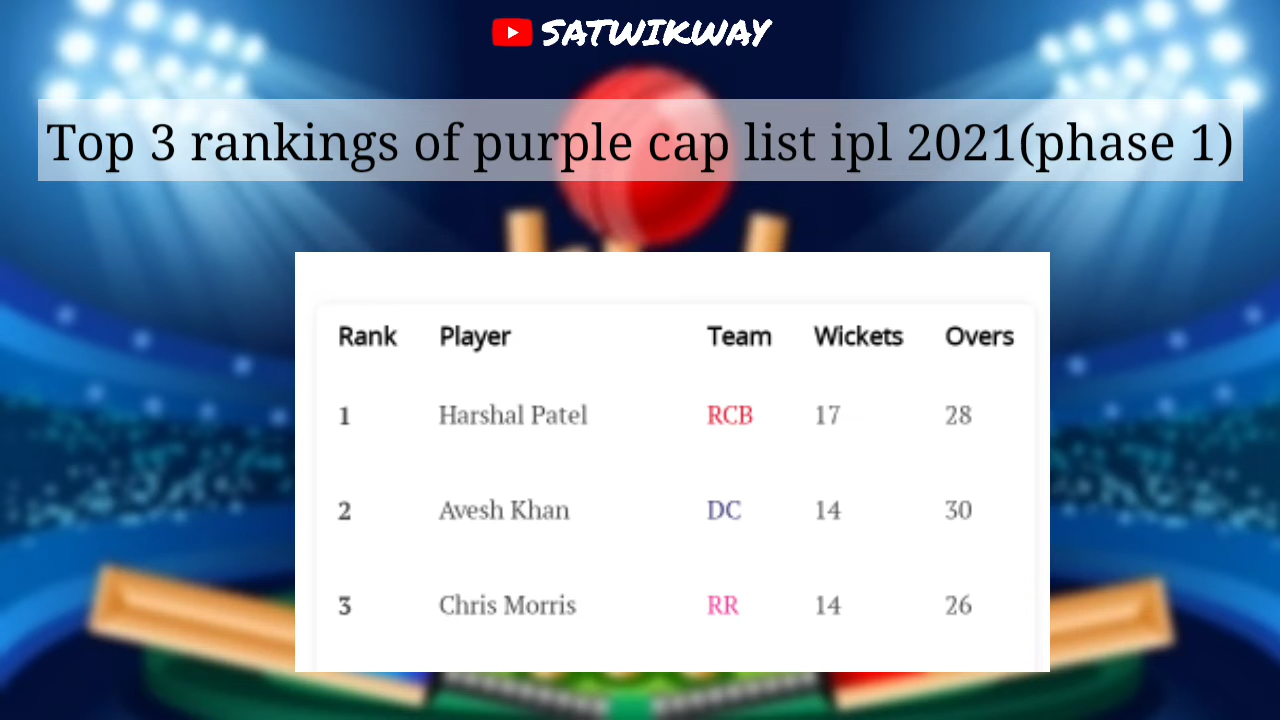 SATWIKWAY
Top 3 rankings of purple cap list ipl 2021(phase 1)
Rank Player Team Wickets Overs
1 Harshal Patel RCB 17 28
2 Avesh Khan DC 14 30
3 Chris Morris RR 14 26